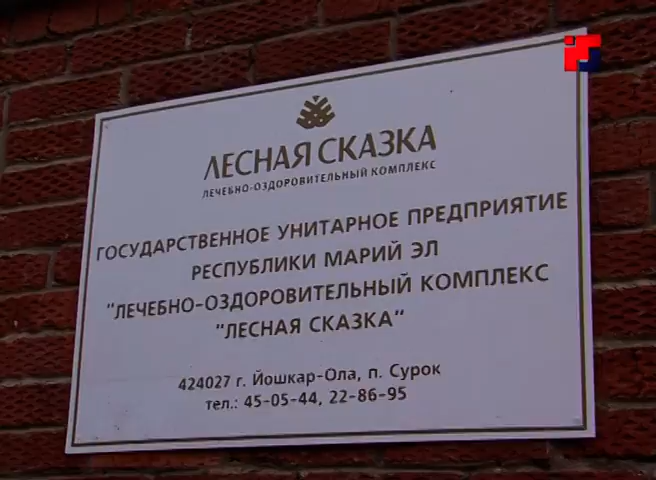 ЛЕСНАЯ СКАЗКА
ЛЕЧЕБНО-ОЗДОРОВИТЕЛЬНЫЙ КОМПЛЕКС
ГОСУДАРСТВЕННОЕ УНИТАРНОЕ ПРЕДПРИЯТИЕ
РЕСПУБЛИКИ МАРИЙ ЭЛ
"ЛЕЧЕБНО-ОЗДОРОВИТЕЛЬНЫЙ КОМПЛЕКС
"ЛЕСНАЯ СКАЗКА"
424027 г. Йошкар-Ола, п. Сурок
тел.: 45-05-44, 22-86-95